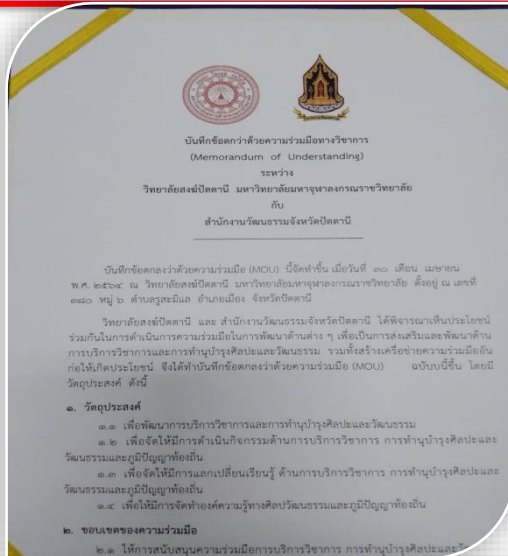 บันทึกข้อตกว่าด้วยความร่วมมือทางวิชาการ
(Memorandum of Understanding)
ระหว่าง
วิทยาลัยสงฆ์ปัตตานี มหาวิทยาลัยมหาจุฬาลงกรณราชวิทยาลัย
กับ
สำนักงานวัฒนธรรมจังหวัดปัตตานี
บันทึกข้อตกลงว่าด้วยความร่วมมือ (MOU) นี้จัดทำขึ้น เมื่อวันที่ ๓๐ เดือน เมษายน
พ.ศ. ๒๕๖๔ ณ วิทยาลัยสงฆ์ปัตตานี มหาวิทยาลัยมหาจุฬาลงกรณราชวิทยาลัย ตั้งอยู่ ณ เลขที่
๓๘๐ หมู่ ๖ ตำบลรูสะมิแล อำเภอเมือง จังหวัดปัตตานี
วิทยาลัยสงฆ์ปัตตานี และ สำนักงานวัฒนธรรมจังหวัดปัตตานี ได้พิจารณาเห็นประโยชน์
ร่วมกันในการดำเนินการความร่วมมือในการพัฒนาด้านต่าง ๆ เพื่อเป็นการส่งเสริมและพัฒนาด้าน
การบริการวิชาการและการทำนุบำรุงศิลปะและวัฒนธรรม รวมทั้งสร้างเครือข่ายความร่วมมืออัน
ก่อให้เกิดประโยชน์ จึงได้ทำบันทึกข้อตกลงว่าด้วยความร่วมมือ (MOU) ฉบับนี้ขึ้น โดยมี
วัตถุประสงค์ ดังนี้
๑. วัตถุประสงค์
๑.๑ เพื่อพัฒนาการบริการวิชาการและการทำนุบำรุงศิลปะและวัฒนธรรม
๑.๒ เพื่อจัดให้มีการดำเนินกิจกรรมด้านการบริการวิชาการ การทำนุบำรุงศิลปะและ
วัฒนธรรมและภูมิปัญญาท้องถิ่น
๑.๓ เพื่อจัดให้มีการแลกเปลี่ยนเรียนรู้ ด้านการบริการวิชาการ การทำนุบำรุงศิลปะและ
วัฒนธรรมและภูมิปัญญาท้องถิ่น
๑.๔ เพื่อให้มีการจัดทำองค์ความรู้ทางศิลปวัฒนธรรมและภูมิปัญญาท้องถิ่น
๒. ขอบเขตของความร่วมมือ
๒.๑ ให้การสนับสนุนความร่วมมือการบริการวิชาการ การทำนุบำรุงศิลปะและ